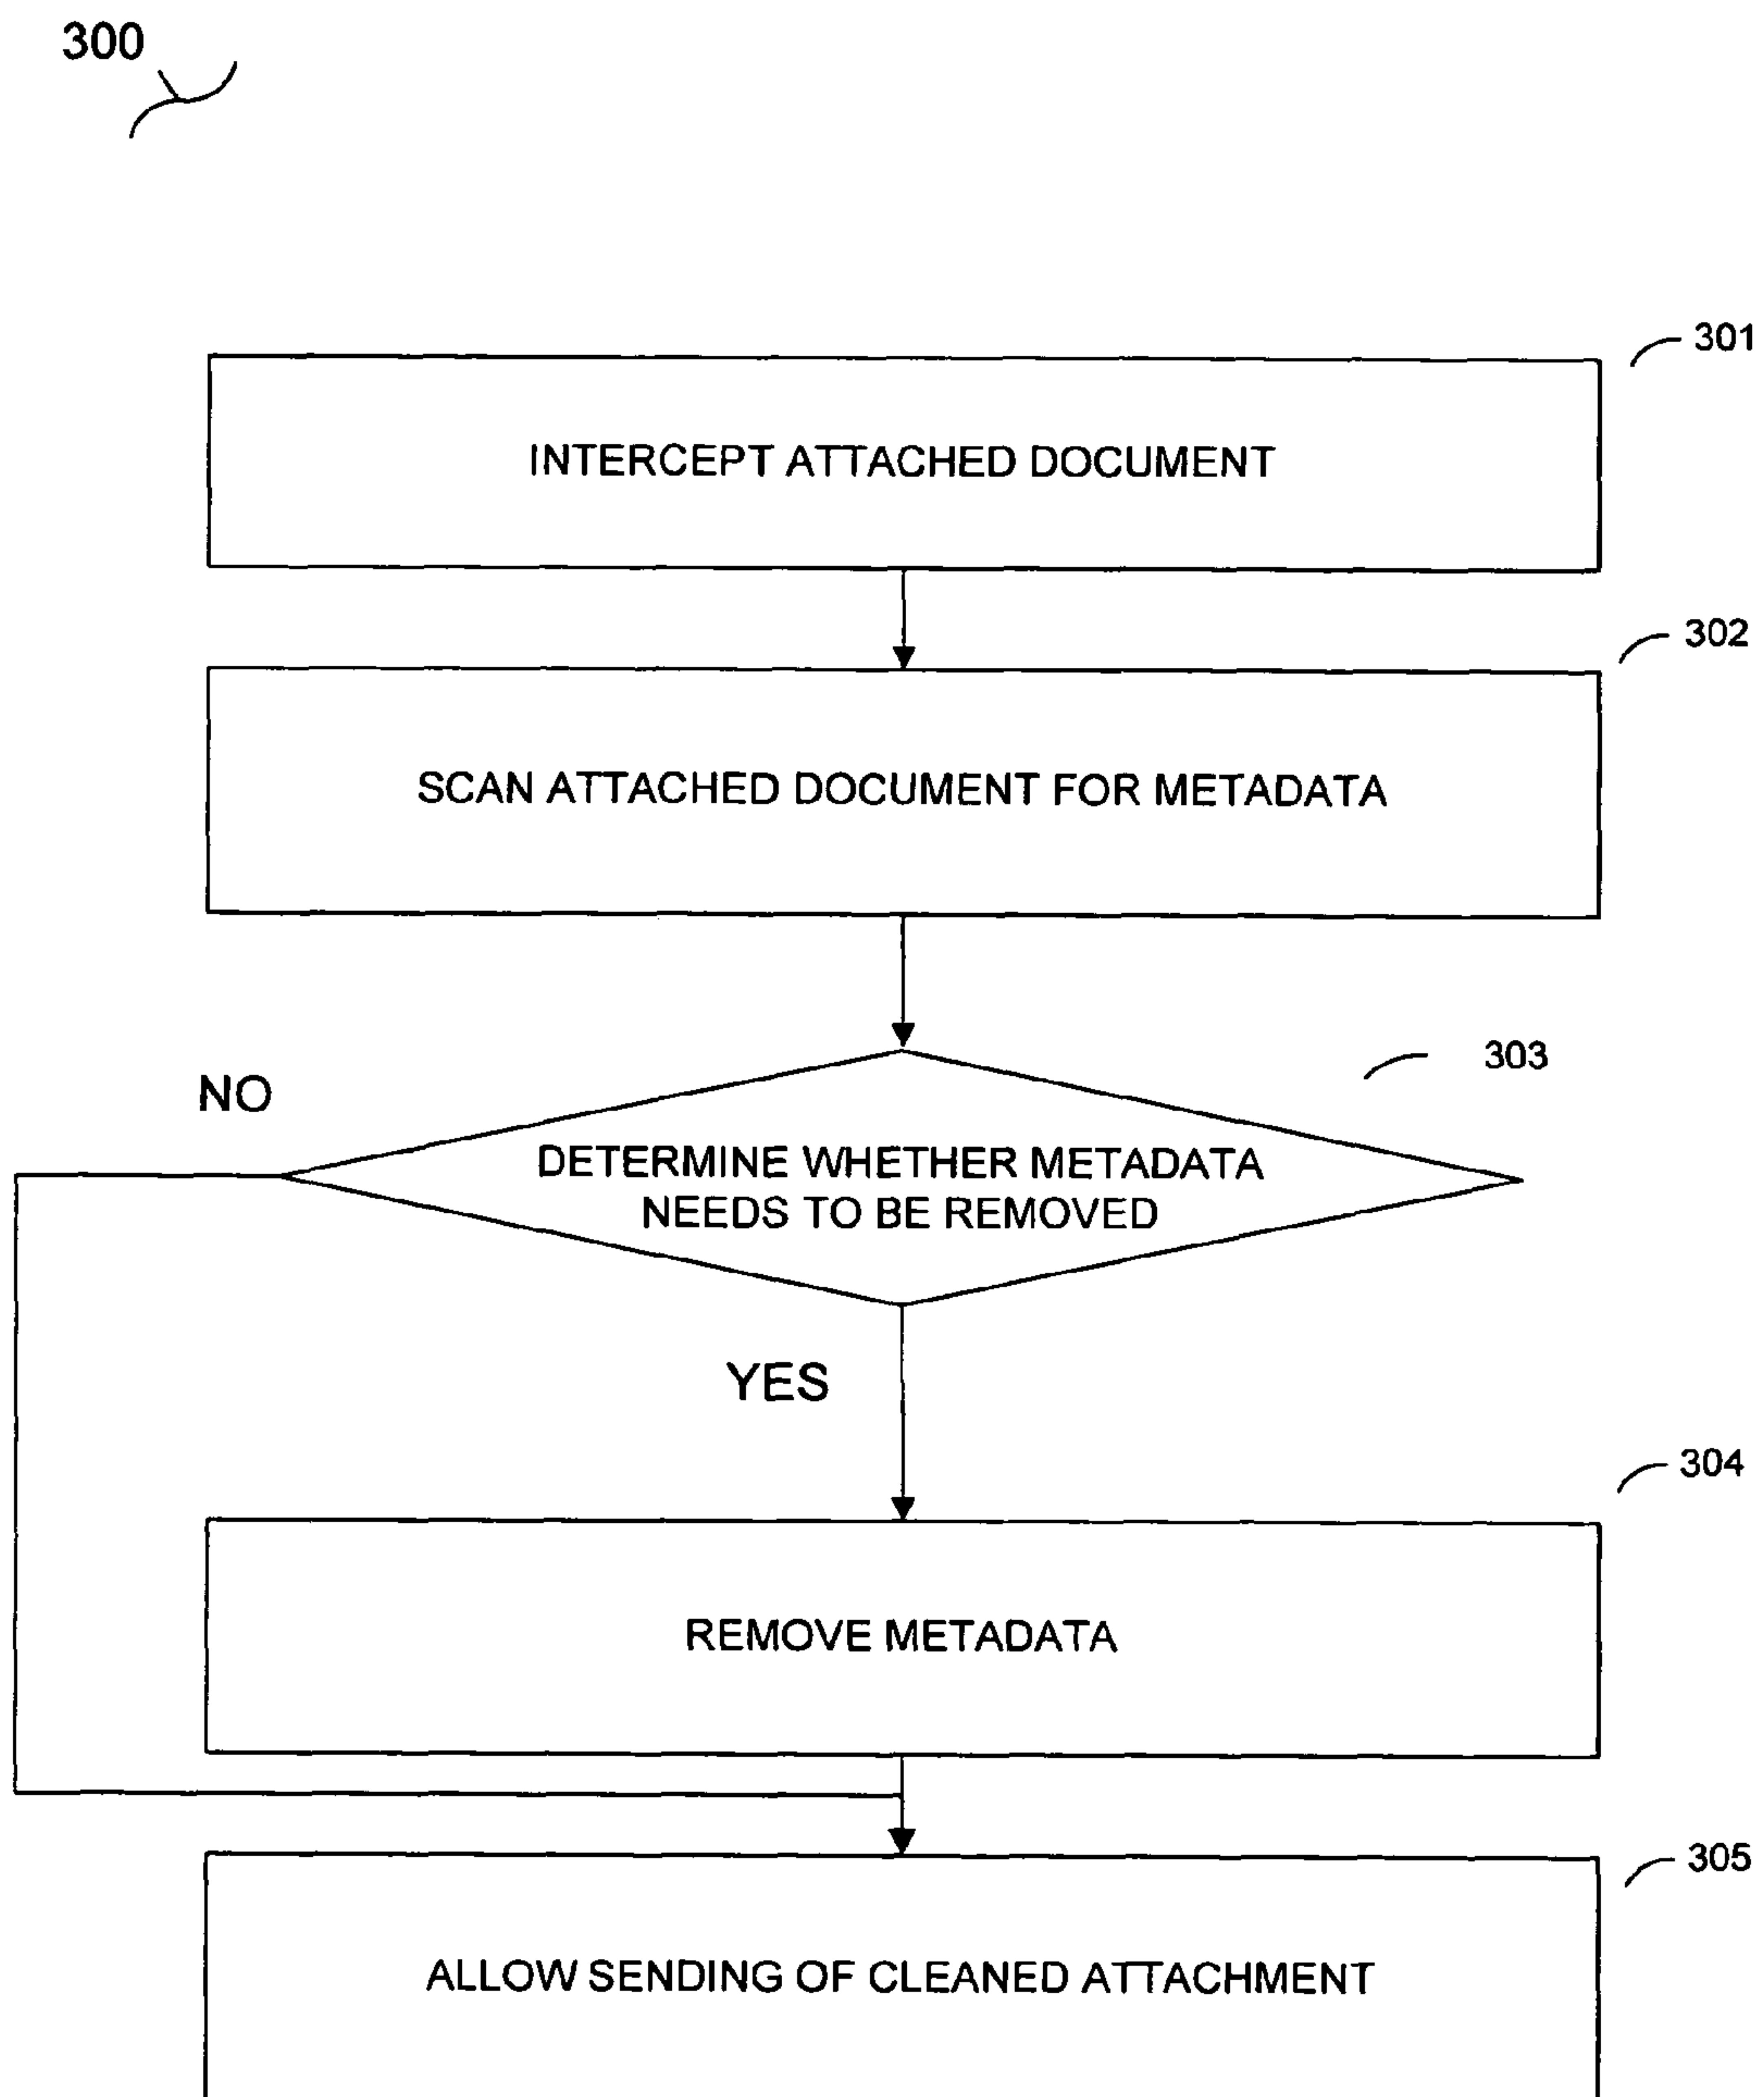 300
301
INTERCEPT ATTACHED DOCUMENT
302
SCAN ATTACHED DOCUMENT FOR METADATA
303
NO
DETERMINE WHETHER METADATA
NEEDS TO BE REMOVED
YES
304
REMOVE METADATA
305
ALLOW SENDING OF CLEANED ATTACHMENT